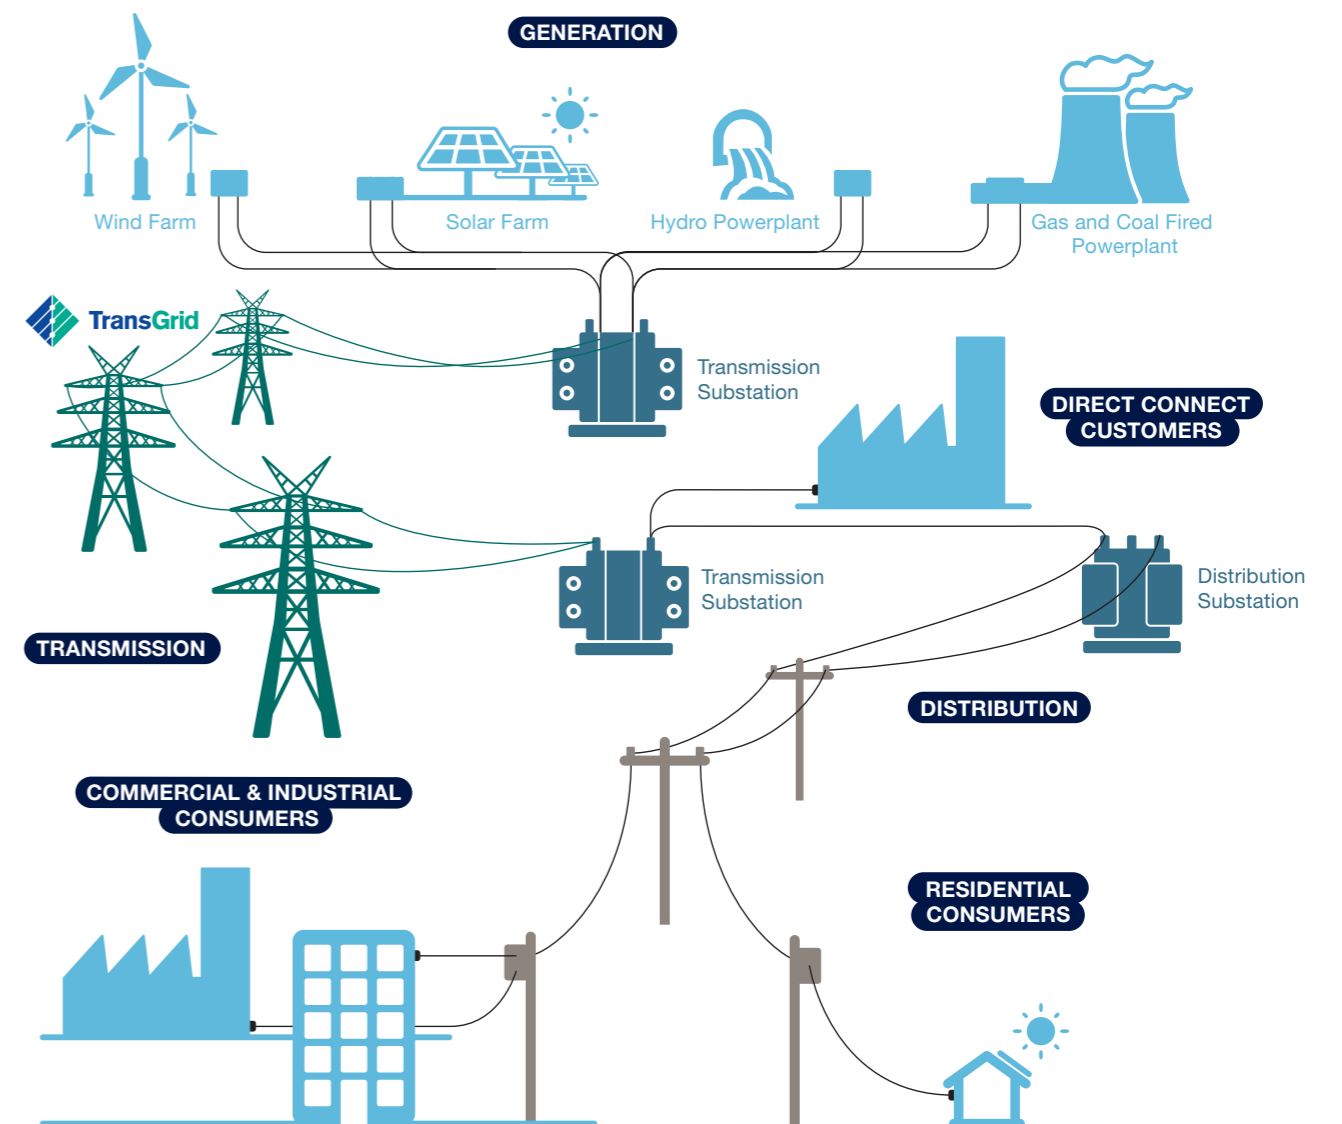 GENERATION
Wind Farm
Solar Farm
Hydro Powerplant
Gas and Coal Fired
Powerplant
TransGrid
Transmission
Substation
DIRECT CONNECT
CUSTOMERS
Transmission
Substation
Distribution
Substation
TRANSMISSION
DISTRIBUTION
COMMERCIAL & INDUSTRIAL
CONSUMERS
RESIDENTIAL
CONSUMERS